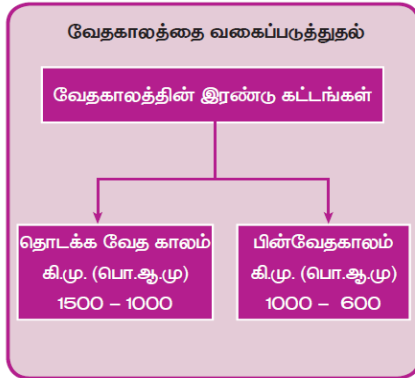 வேதகாலத்தை வகைப்படுத்துதல்
வேதகாலத்தின் இரண்டு கட்டங்கள்
தொடக்க வேத காலம்
கி.மு. (பொ.ஆ.மு)
1500 – 1000
பின்வேதகாலம்
கி.மு. (பொ.ஆ.மு)
1000 – 600